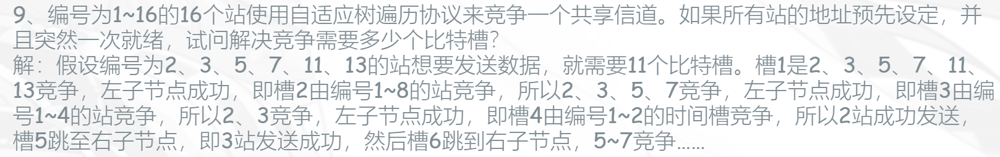 9、编号为1~16的16个站使用自适应树遍历协议来竞争一个共享信道。如果所有站的地址预先设定，并
且突然一次就绪，试问解决竞争需要多少个比特槽？
解：假设编号为2、3、5、7、11、13的站想要发送数据，就需要11个比特槽。槽1是2、3、5、7、11、
13竞争，左子节点成功，即槽2由编号1~8的站竞争，所以2、3、5、7竞争，左子节点成功，即槽3由编
号1~4的站竞争，所以2、3竞争，左子节点成功，即槽4由编号1~2的时间槽竞争，所以2站成功发送，
槽5跳至右子节点，即3站发送成功，然后槽6跳到右子节点，5~7竞争……